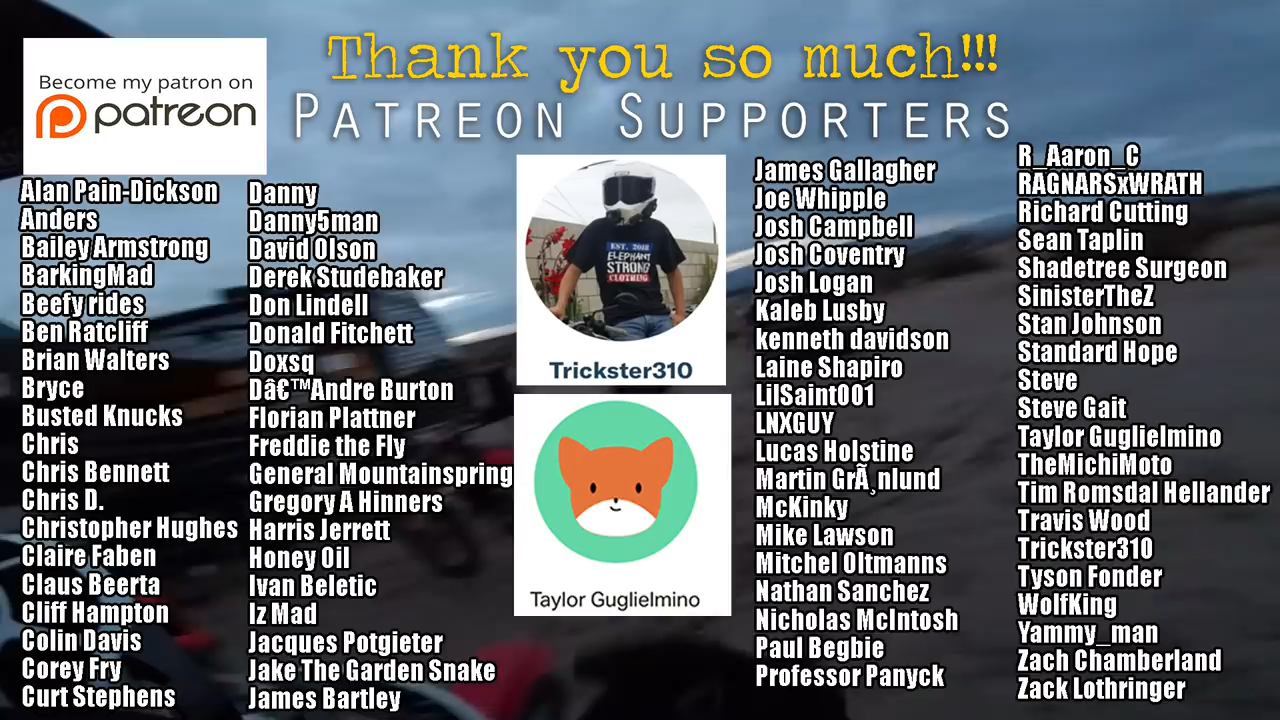 Thank you so much!!!
PATREON SUPPORTERS
Become my patron on
patreon
Alan Pain-Dickson
Anders
Bailey Armstrong
BarkingMad
Beefy rides
Ben Ratcliff
Brian Walters
Bryce
Busted Knucks
Chris
Chris Bennett
Chris D.
Christopher Hughes
Claire Faben
Claus Beerta
Cliff Hampton
Colin Davis
Corey Fry
Curt Stephens
Danny
Danny5man
David Olson
Derek Studebaker
Don Lindell
Donald Fitchett
Doxsq
Dâ€™Andre Burton
Florian Plattner
Freddie the Fly
General Mountainspring
Gregory A Hinners
Harris Jerrett
Honey Oil
Ivan Beletic
Iz Mad
Jacques Potgieter
Jake The Garden Snake
James Bartley
EST. 2012
ELEPHANT
STRONG
CLOTHING
Trickster310
Taylor Guglielmino
James Gallagher
Joe Whipple
Josh Campbell
Josh Coventry
Josh Logan
Kaleb Lusby
kenneth davidson
Laine Shapiro
LilSaint001
LNXGUY
Lucas Holstine
Martin GrÃ¸nlund
McKinky
Mike Lawson
Mitchel Oltmanns
Nathan Sanchez
Nicholas McIntosh
Paul Begbie
Professor Panyck
R_Aaron_C
RAGNARSxWRATH
Richard Cutting
Sean Taplin
Shadetree Surgeon
SinisterTheZ
Stan Johnson
Standard Hope
Steve
Steve Gait
Taylor Guglielmino
TheMichiMoto
Tim Romsdal Hellander
Travis Wood
Trickster310
Tyson Fonder
WolfKing
Yammy_man
Zach Chamberland
Zack Lothringer